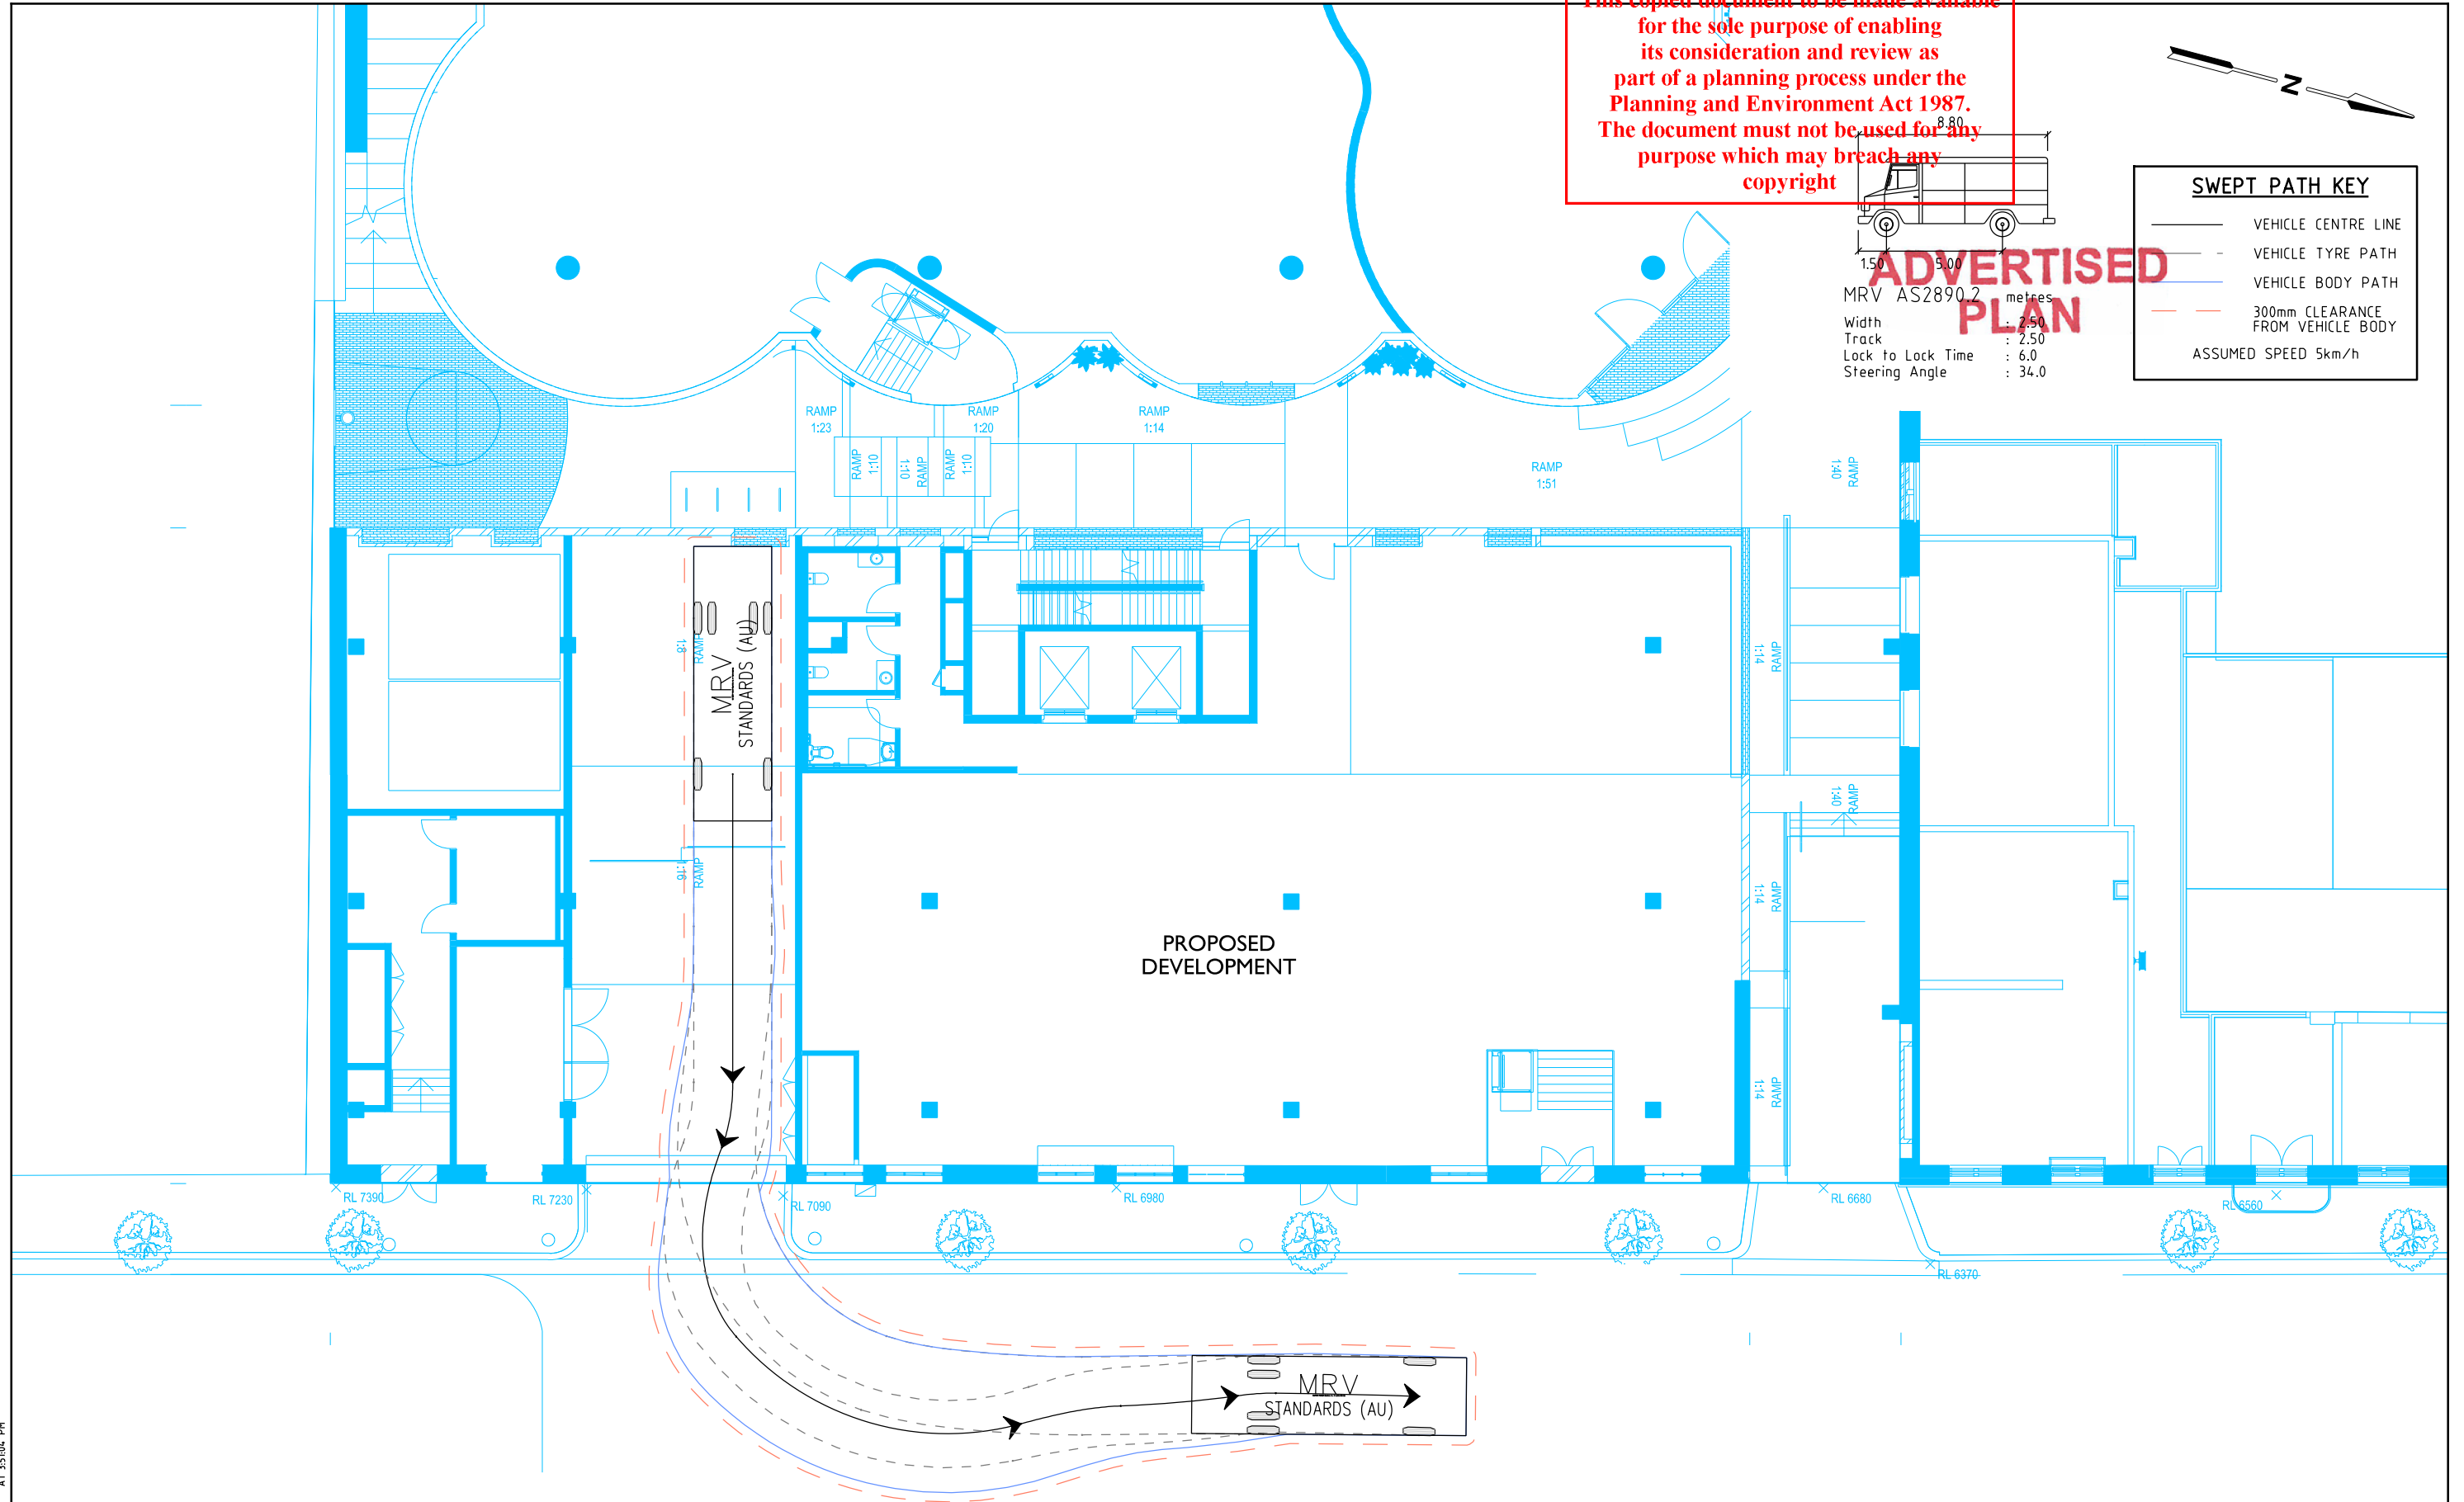 This copied document to be made available
for the sole purpose of enabling
its consideration and review as
part of a planning process under the
Planning and Environment Act 1987.
The document must not be used for any
purpose which may breach any
copyright
N
8.80
1.50
5.00
ADVERTISED
PLAN
MRV AS2890.2
metres
Width : 2.50
Track : 2.50
Lock to Lock Time : 6.0
Steering Angle : 34.0
SWEPT PATH KEY
VEHICLE CENTRE LINE
VEHICLE TYRE PATH
VEHICLE BODY PATH
300mm CLEARANCE
FROM VEHICLE BODY
ASSUMED SPEED 5km/h
RAMP
1:23
RAMP
1:20
RAMP
1:14
RAMP
1:10
1:10
RAMP
RAMP
1:10
RAMP
1:51
1:40
RAMP
1:8
RAMP
MRV
STANDARDS (AU)
1:14
RAMP
1:40
RAMP
1:16
RAMP
1:14
RAMP
PROPOSED
DEVELOPMENT
1:14
RAMP
RL 7390
RL 7230
RL 7090
RL 6980
RL 6680
RL 6560
RL 6370
MRV
STANDARDS (AU)